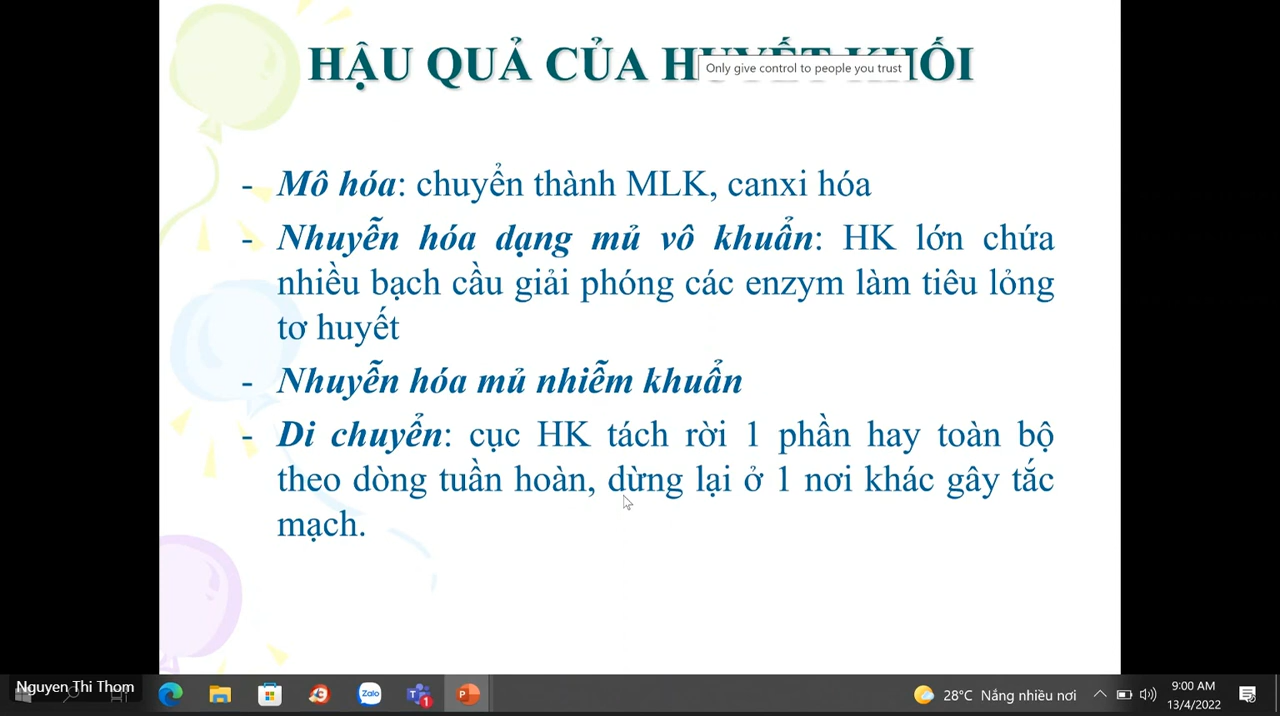 HẬU QUẢ CỦA HUYẾT KHỐI
Only give control to people you trust
- Mô hóa: chuyển thành MLK, canxi hóa
- Nhuyễn hóa dạng mủ vô khuẩn: HK lớn chứa
nhiều bạch cầu giải phóng các enzym làm tiêu lỏng
tơ huyết
- Nhuyễn hóa mủ nhiễm khuẩn
- Di chuyển: cục HK tách rời 1 phần hay toàn bộ
theo dòng tuần hoàn, dừng lại ở 1 nơi khác gây tắc
mạch.
Nguyen Thi Thom
Zalo
T 1
P
28°C Nắng nhiều nơi
9:00 AM
13/4/2022